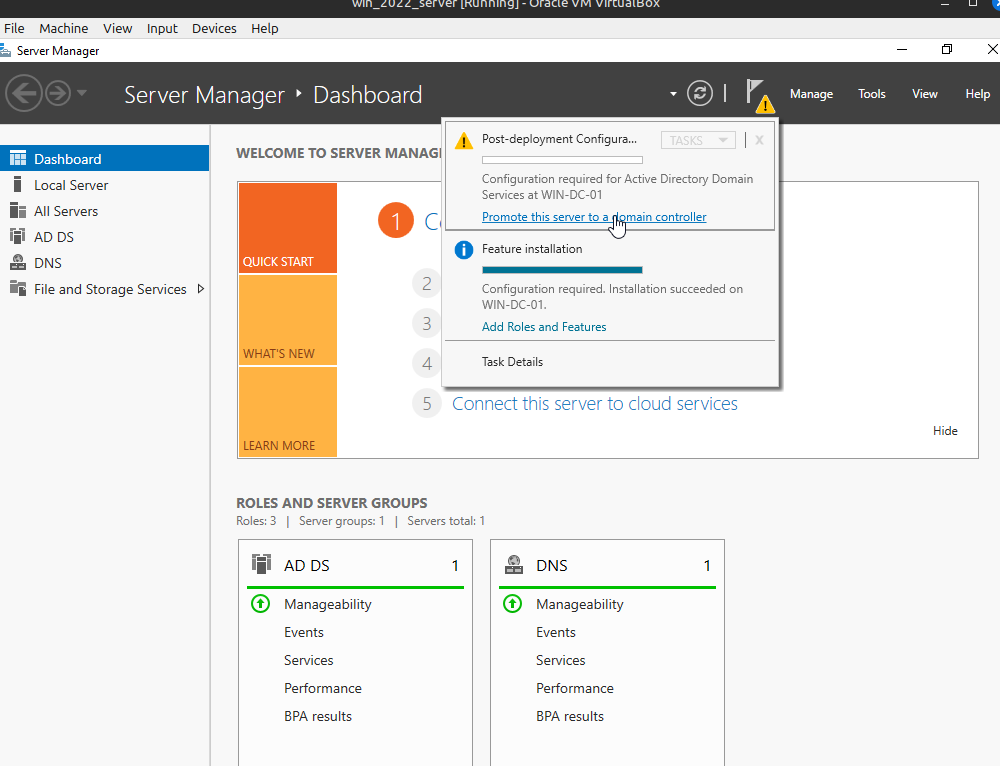 win_2022_server [Running] - Oracle VM VirtualBox
File Machine View Input Devices Help
Server Manager
Server Manager • Dashboard
Manage Tools View Help
Dashboard
Local Server
All Servers
AD DS
DNS
File and Storage Services
WELCOME TO SERVER MANAG
QUICK START
WHAT'S NEW
LEARN MORE
1
2
3
4
5 Connect this server to cloud services
Hide
Post-deployment Configura... TASKS X
Configuration required for Active Directory Domain
Services at WIN-DC-01
Promote this server to a domain controller
Feature installation
Configuration required. Installation succeeded on
WIN-DC-01.
Add Roles and Features
Task Details
ROLES AND SERVER GROUPS
Roles: 3 | Server groups: 1 | Servers total: 1
AD DS 1
Manageability
Events
Services
Performance
BPA results
DNS 1
Manageability
Events
Services
Performance
BPA results